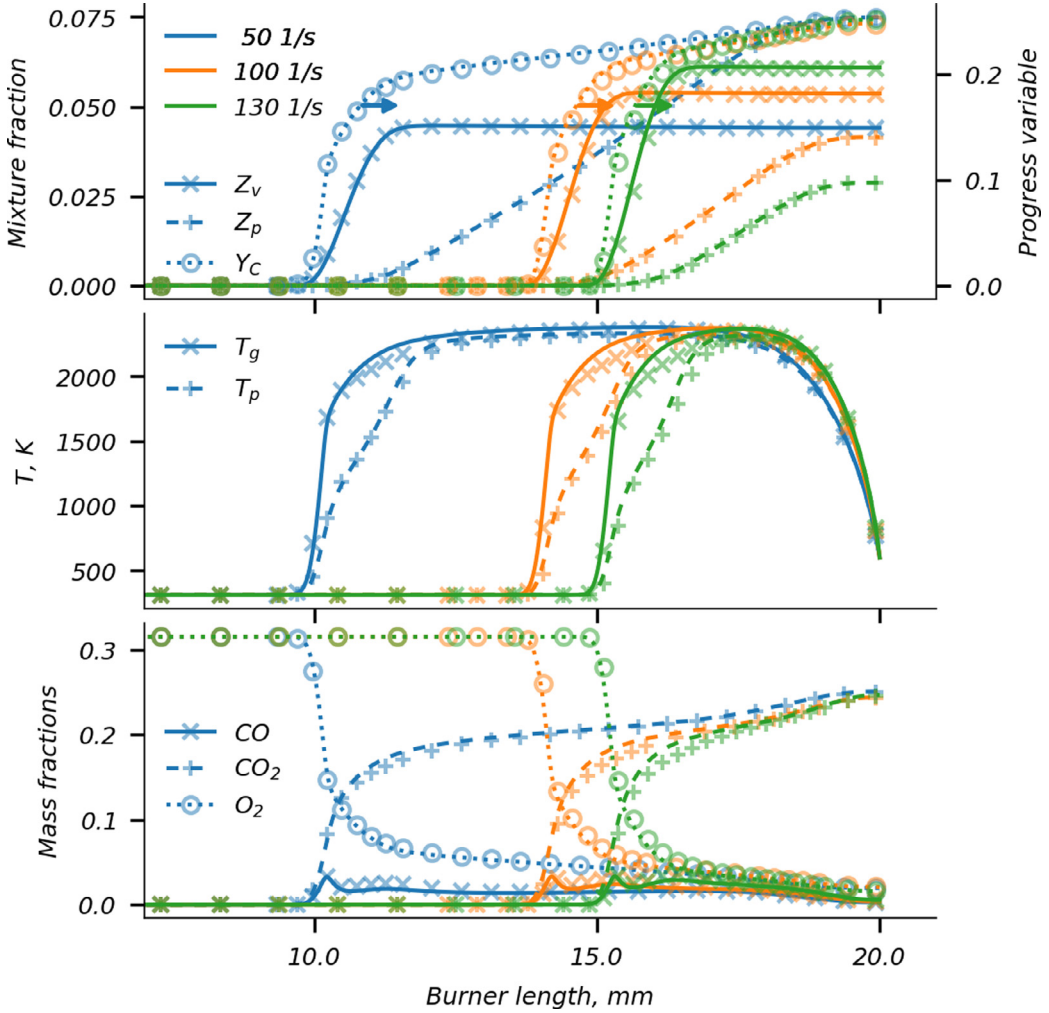 Mixture fraction
0.075
0.050
0.025
0.000
50 1/s
100 1/s
130 1/s
Z_v
Z_p
Y_C
0.2
0.1
0.0
Progress variable
T, K
2000
1500
1000
500
T_g
T_p
Mass fractions
0.3
0.2
0.1
0.0
CO
CO₂
O₂
10.0 15.0 20.0
Burner length, mm